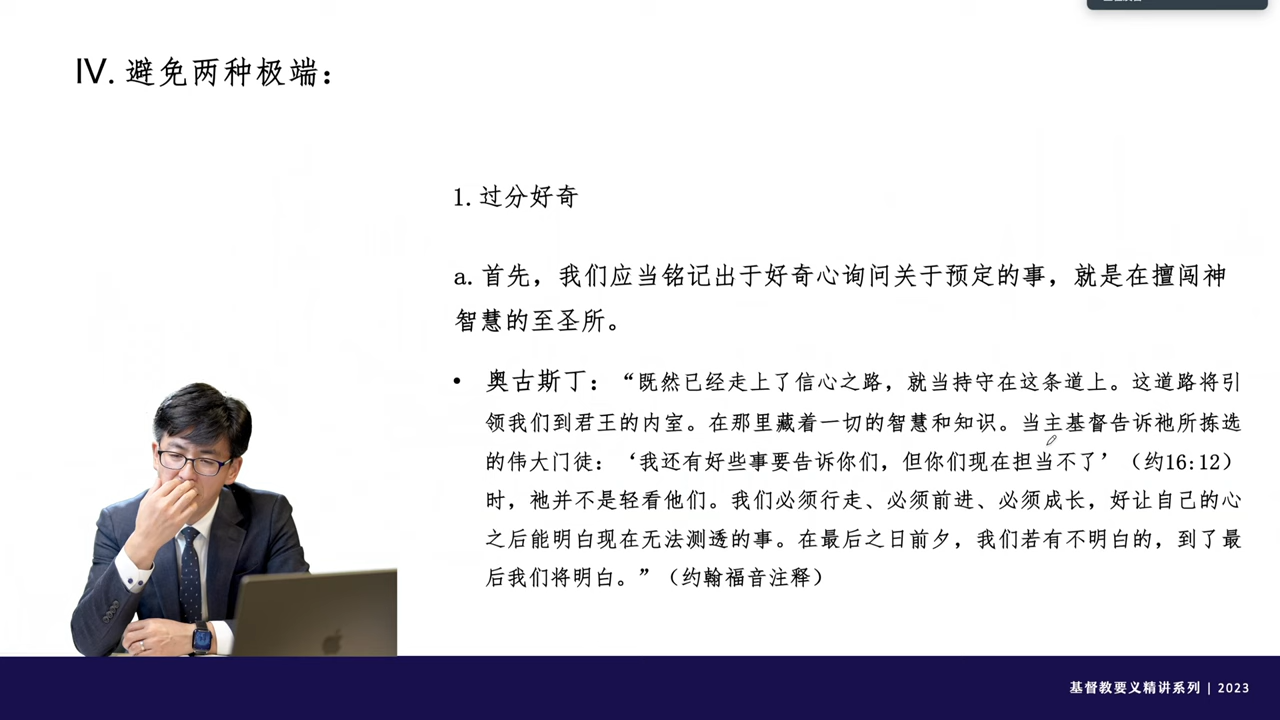 IV. 避免两种极端：
1. 过分好奇
a. 首先，我们应当铭记出于好奇心询问关于预定的事，就是在擅闯神
智慧的至圣所。
• 奥古斯丁：“既然已经走上了信心之路，就当持守在这条道上。这道路将引
领我们到君王的内室。在那里藏着一切的智慧和知识。当主基督告诉祂所拣选
的伟大门徒：‘我还有好些事要告诉你们，但你们现在担当不了’（约16:12）
时，祂并不是轻看他们。我们必须行走、必须前进、必须成长，好让自己的心
之后能明白现在无法测透的事。在最后之日前夕，我们若有不明白的，到了最
后我们将明白。”（约翰福音注释）
基督教要义精讲系列 | 2023